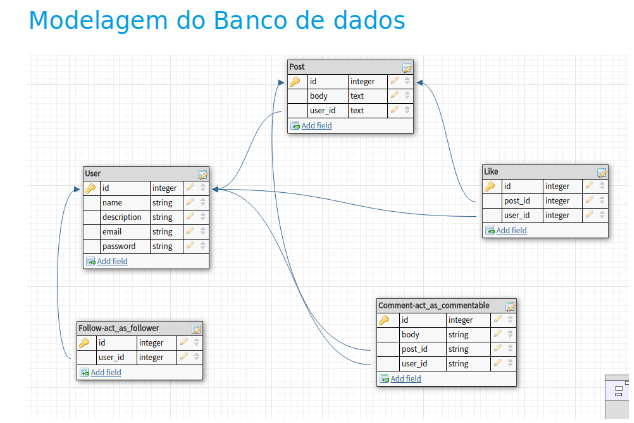 Modelagem do Banco de dados
Post
id integer
body text
user_id text
Add field
User
id integer
name string
description string
email string
password string
Add field
Like
id integer
post_id integer
user_id integer
Add field
Follow-act_as_follower
id integer
user_id integer
Add field
Comment-act_as_commentable
id integer
body string
post_id string
user_id string
Add field